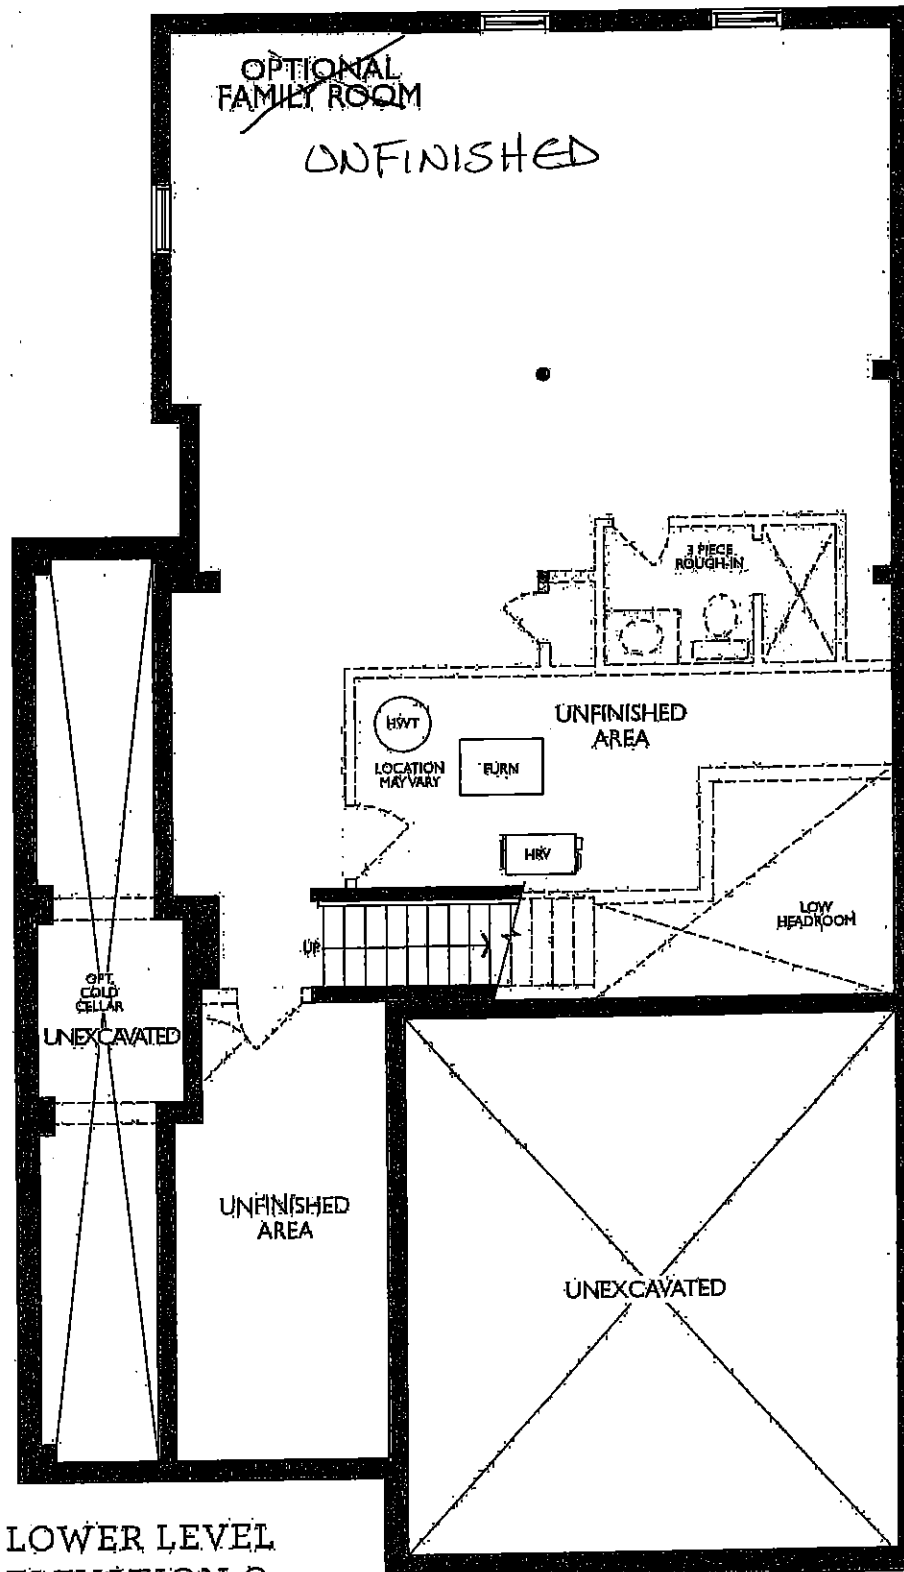 OPTIONAL
FAMILY ROOM
UNFINISHED
3 PIECE
ROUGH-IN
HWT
LOCATION
MAY VARY
FURN
UNFINISHED
AREA
HRV
UP
LOW
HEADROOM
OPT.
COLD
CELLAR
UNEXCAVATED
UNFINISHED
AREA
UNEXCAVATED
LOWER LEVEL